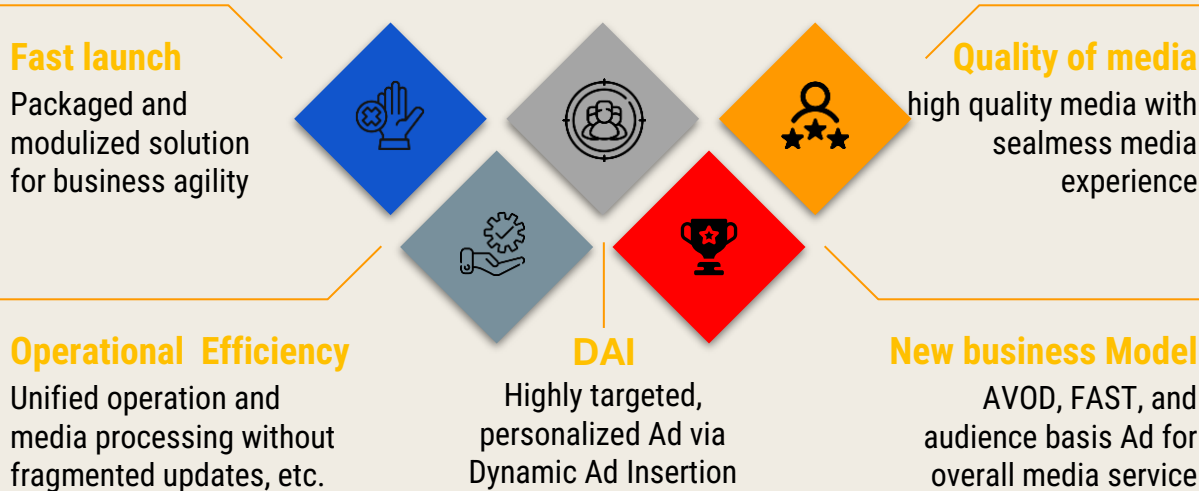 Fast launch
Packaged and
modulized solution
for business agility
Quality of media
high quality media with
sealmess media
experience
Operational  Efficiency
Unified operation and
media processing without
fragmented updates, etc.
DAI
Highly targeted,
personalized Ad via
Dynamic Ad Insertion
New business Model
AVOD, FAST, and
audience basis Ad for
overall media service